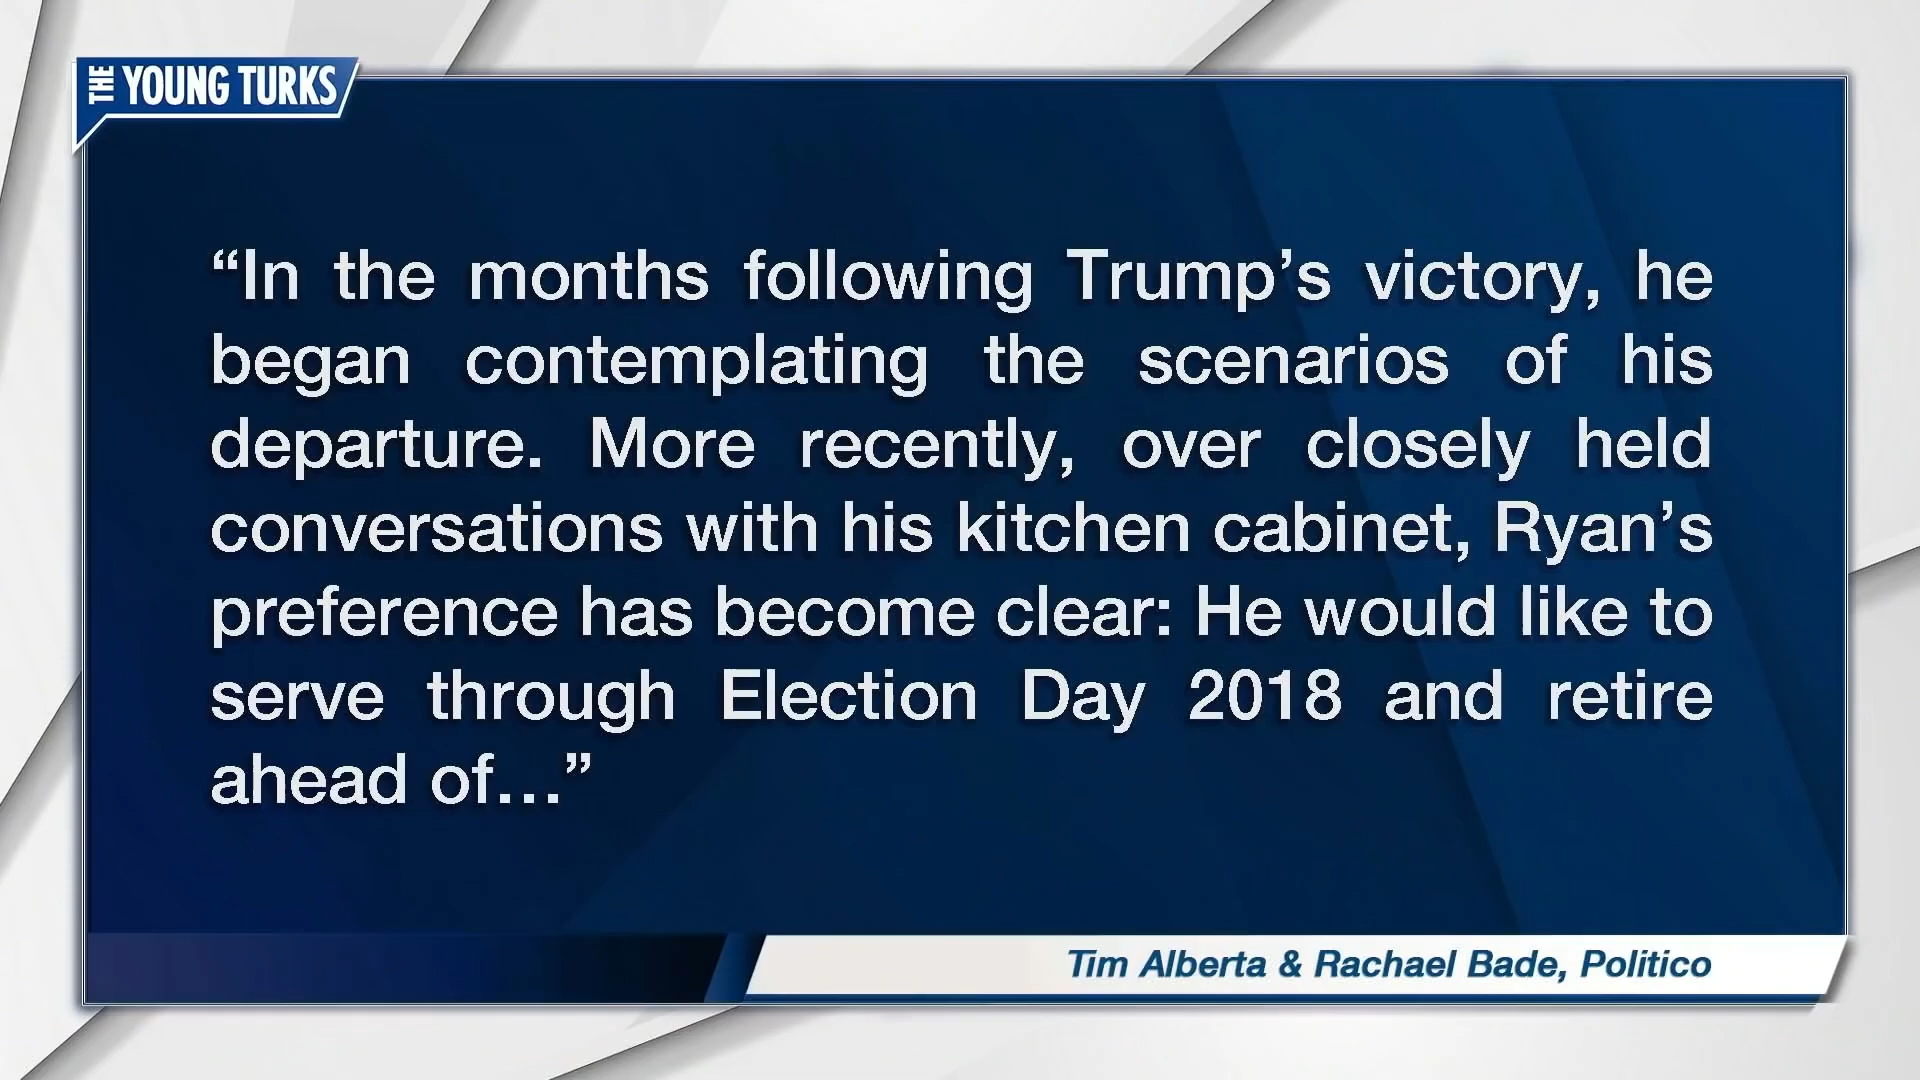 THE YOUNG TURKS
“In the months following Trump’s victory, he
began contemplating the scenarios of his
departure. More recently, over closely held
conversations with his kitchen cabinet, Ryan’s
preference has become clear: He would like to
serve through Election Day 2018 and retire
ahead of…”
Tim Alberta & Rachael Bade, Politico